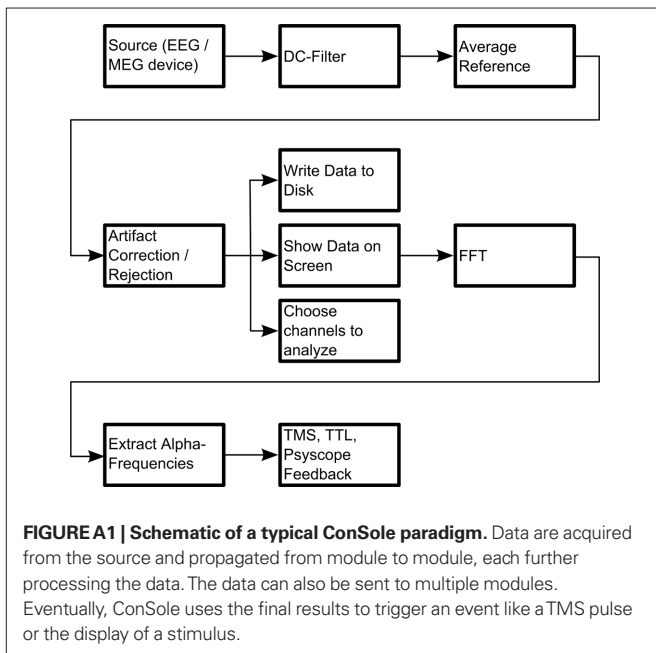 Source (EEG /
MEG device)
DC-Filter
Average
Reference
Artifact
Correction /
Rejection
Write Data to
Disk
Show Data on
Screen
Choose
channels to
analyze
FFT
Extract Alpha-
Frequencies
TMS, TTL,
Psyscope
Feedback
FIGURE A1 | Schematic of a typical ConSole paradigm. Data are acquired
from the source and propagated from module to module, each further
processing the data. The data can also be sent to multiple modules.
Eventually, ConSole uses the final results to trigger an event like a TMS pulse
or the display of a stimulus.